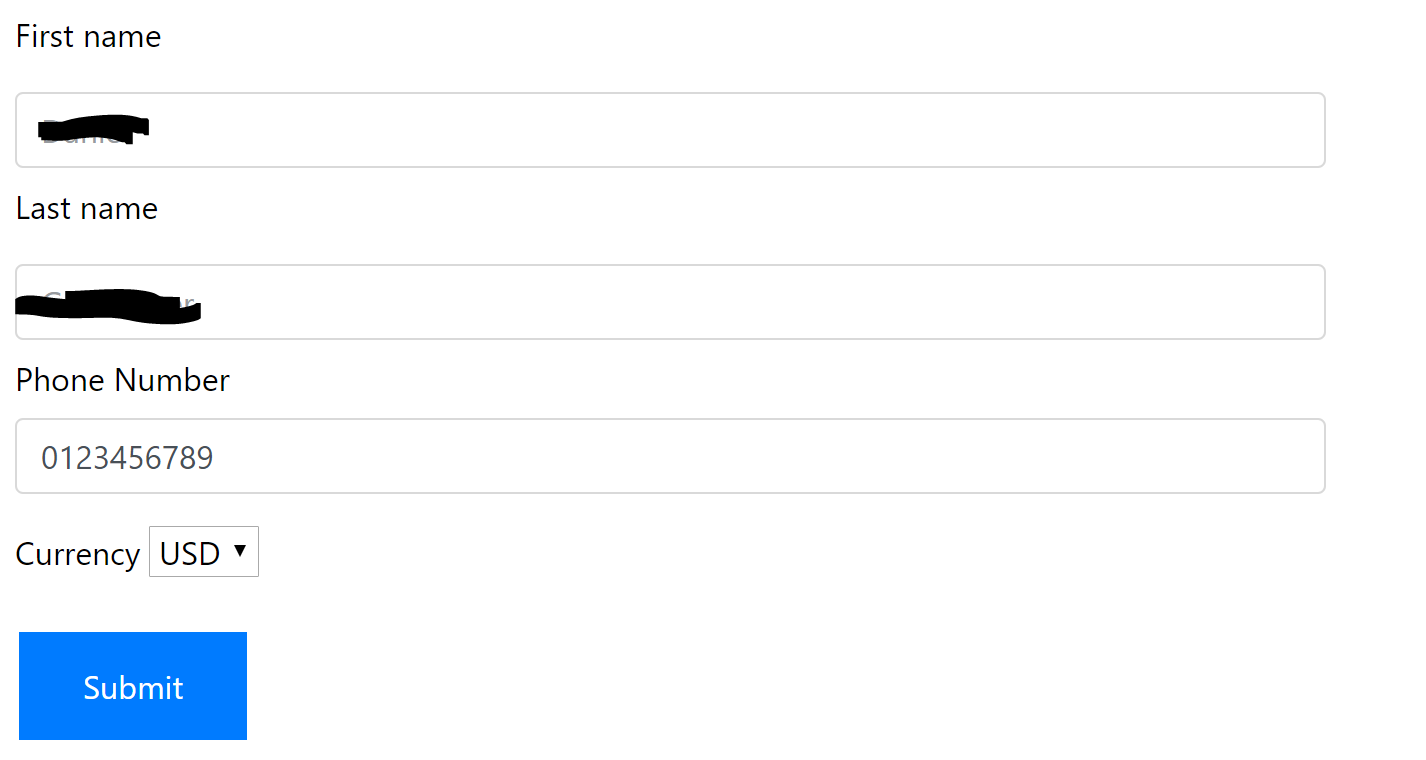 First name
Last name
Phone Number
0123456789
Currency USD
Submit